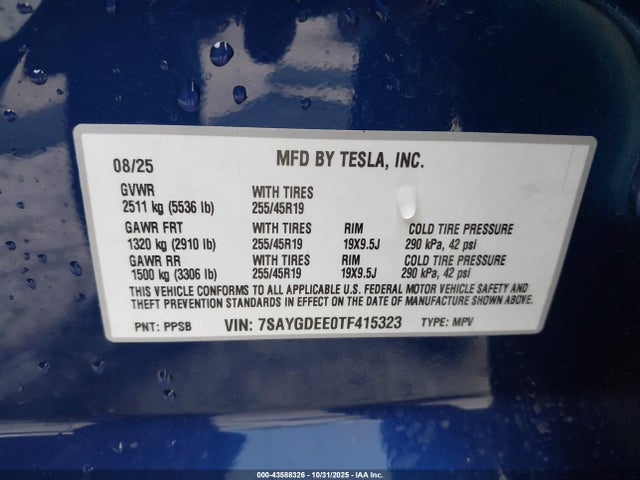 08/25 MFD BY TESLA, INC.
GVWR WITH TIRES
2511 kg (5536 lb) 255/45R19
GAWR FRT WITH TIRES RIM COLD TIRE PRESSURE
1320 kg (2910 lb) 255/45R19 19X9.5J 290 kPa, 42 psi
GAWR RR WITH TIRES RIM COLD TIRE PRESSURE
1500 kg (3306 lb) 255/45R19 19X9.5J 290 kPa, 42 psi
THIS VEHICLE CONFORMS TO ALL APPLICABLE U.S. FEDERAL MOTOR VEHICLE SAFETY AND
THEFT PREVENTION STANDARDS IN EFFECT ON THE DATE OF MANUFACTURE SHOWN ABOVE.
PNT: PPSB VIN: 7SAYGDEE0TF415323 TYPE: MPV
000-43588326 - 10/31/2025 - IAA Inc.